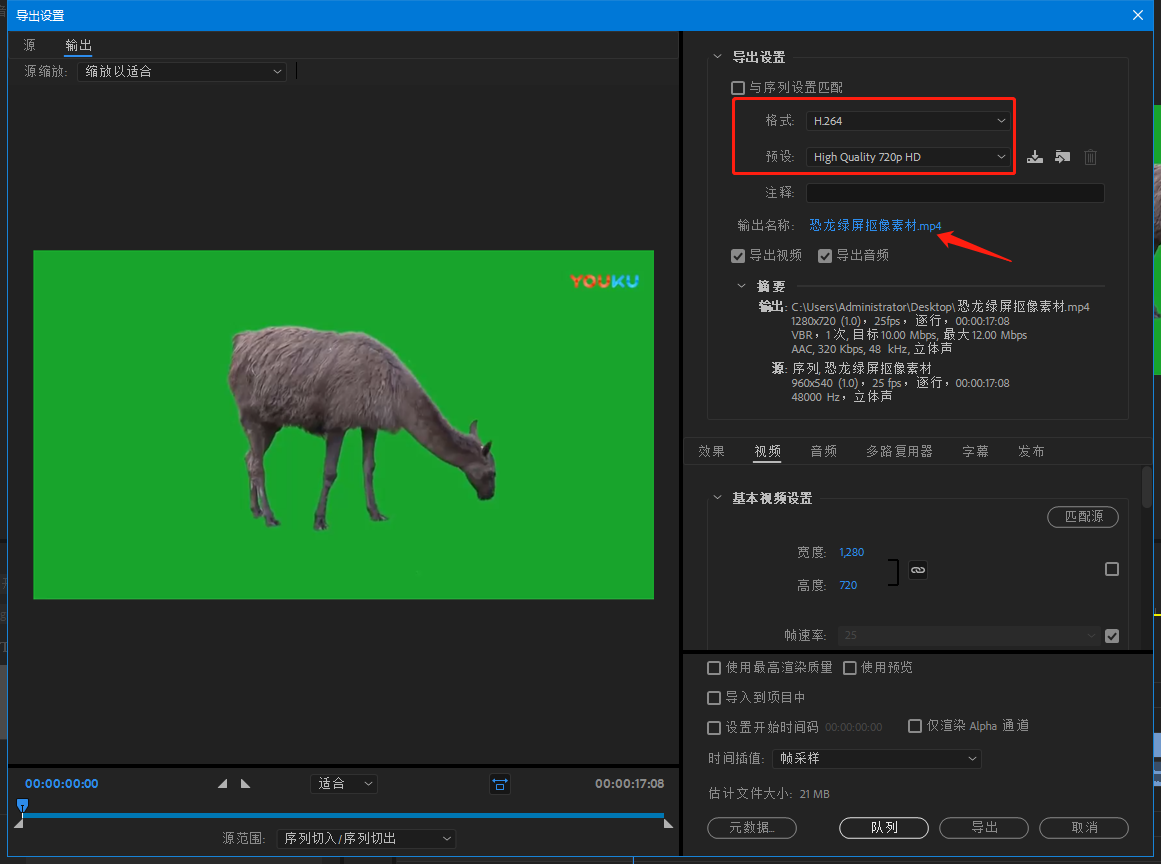 导出设置
源 输出
源缩放: 缩放以适合
YOUKU
00:00:00:00 适合 00:00:17:08
源范围: 序列切入/序列切出
导出设置
与序列设置匹配
格式: H.264
预设: High Quality 720p HD
注释:
输出名称: 恐龙绿屏抠像素材.mp4
导出视频 导出音频
摘要
输出: C:\Users\Administrator\Desktop\恐龙绿屏抠像素材.mp4
1280x720 (1.0)，25fps，逐行，00:00:17:08
VBR，1次, 目标10.00 Mbps, 最大12.00 Mbps
AAC, 320 Kbps, 48 kHz, 立体声
源: 序列, 恐龙绿屏抠像素材
960x540 (1.0)，25 fps，逐行，00:00:17:08
48000 Hz，立体声
效果 视频 音频 多路复用器 字幕 发布
基本视频设置
匹配源
宽度: 1,280
高度: 720
帧速率: 25
使用最高渲染质量 使用预览
导入到项目中
设置开始时间码 00:00:00:00 仅渲染 Alpha 通道
时间插值: 帧采样
估计文件大小: 21 MB
元数据... 队列 导出 取消